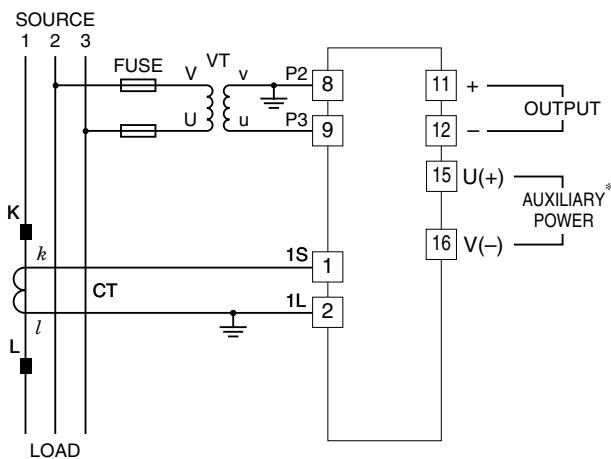 SOURCE
1 2 3
FUSE
VT
V v P2 8
U u P3 9
11 +
12 −
OUTPUT
15 U(+)
16 V(−)
AUXILIARY*
POWER
K
k 1S 1
CT
l 1L 2
L
LOAD